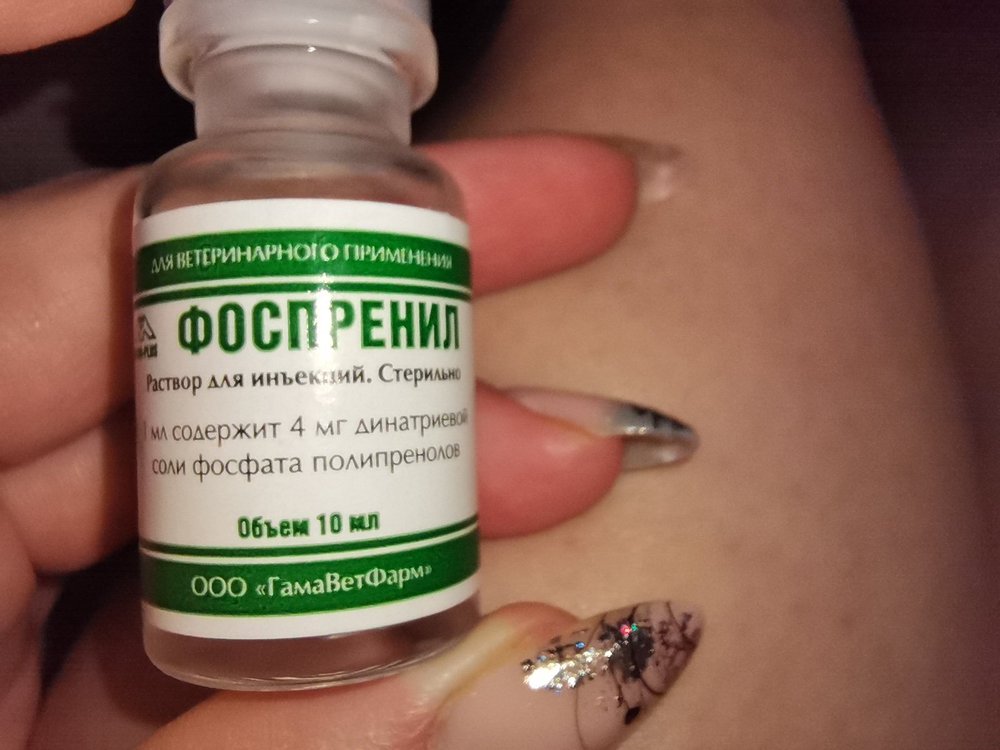 ДЛЯ ВЕТЕРИНАРНОГО ПРИМЕНЕНИЯ
ФОСПРЕНИЛ
Раствор для инъекций. Стерильно
1 мл содержит 4 мг динатриевой
соли фосфата полипренолов
Объем 10 мл
ООО «ГамаВетФарм»